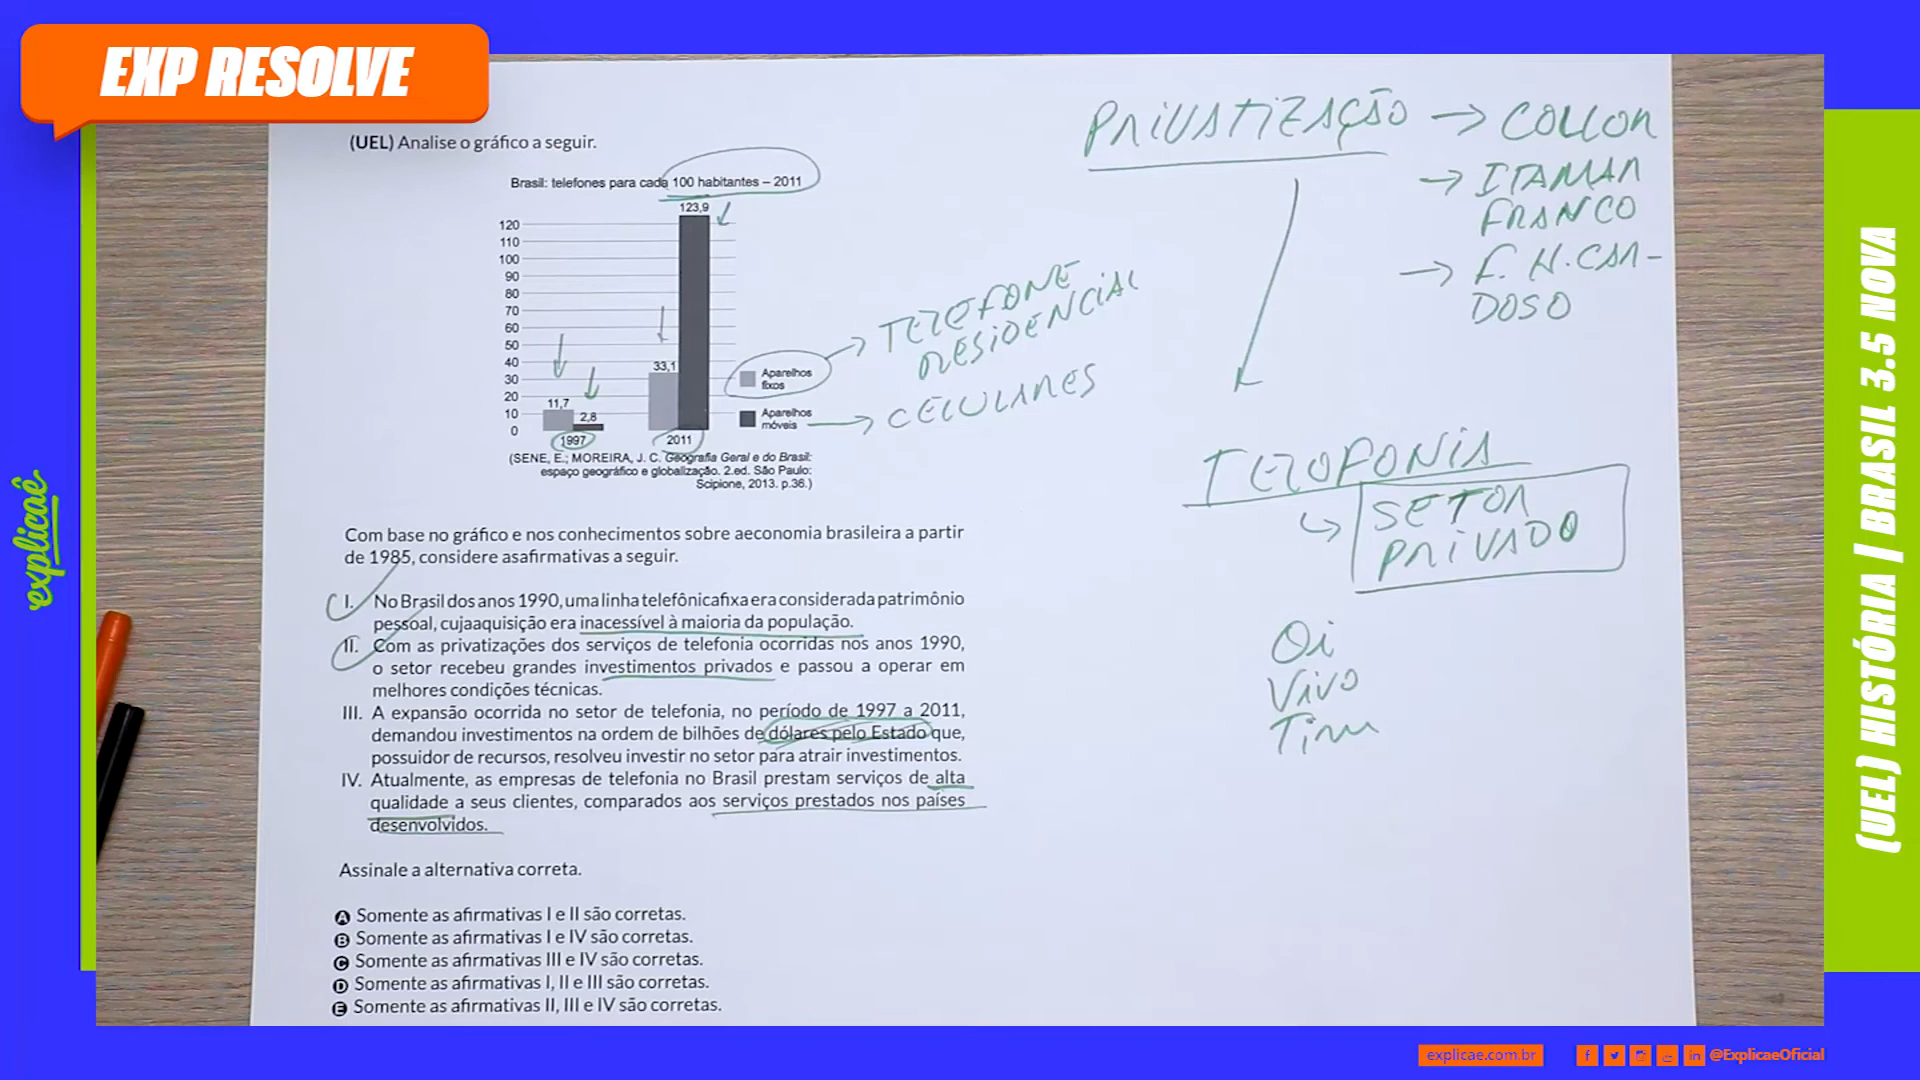 EXP RESOLVE
(UEL) Analise o gráfico a seguir.
Brasil: telefones para cada 100 habitantes – 2011
123,9
120
110
100
90
80
70
60
50
40
30
20
10
0
11,7
2,8
33,1
1997
2011
Aparelhos
fixos
Aparelhos
móveis
(SENE, E.; MOREIRA, J. C. Geografia Geral e do Brasil:
espaço geográfico e globalização. 2.ed. São Paulo:
Scipione, 2013. p.36.)
Com base no gráfico e nos conhecimentos sobre aeconomia brasileira a partir
de 1985, considere asafirmativas a seguir.
I. No Brasil dos anos 1990, uma linha telefônicafixa era considerada patrimônio
pessoal, cujaaquisição era inacessível à maioria da população.
II. Com as privatizações dos serviços de telefonia ocorridas nos anos 1990,
o setor recebeu grandes investimentos privados e passou a operar em
melhores condições técnicas.
III. A expansão ocorrida no setor de telefonia, no período de 1997 a 2011,
demandou investimentos na ordem de bilhões de dólares pelo Estado que,
possuidor de recursos, resolveu investir no setor para atrair investimentos.
IV. Atualmente, as empresas de telefonia no Brasil prestam serviços de alta
qualidade a seus clientes, comparados aos serviços prestados nos países
desenvolvidos.
Assinale a alternativa correta.
A Somente as afirmativas I e II são corretas.
B Somente as afirmativas I e IV são corretas.
C Somente as afirmativas III e IV são corretas.
D Somente as afirmativas I, II e III são corretas.
E Somente as afirmativas II, III e IV são corretas.
PRIVATIZAÇÃO → COLLOR
→ ITAMAR
FRANCO
→ F. H. CAR-
DOSO
→ TELEFONE
RESIDENCIAL
→ CELULARES
TELOFONIA
SETOR
PRIVADO
Oi
Vivo
Tim
explicaê
(UEL) HISTÓRIA | BRASIL 3.5 NOVA
explicae.com.br
@ExplicaeOficial